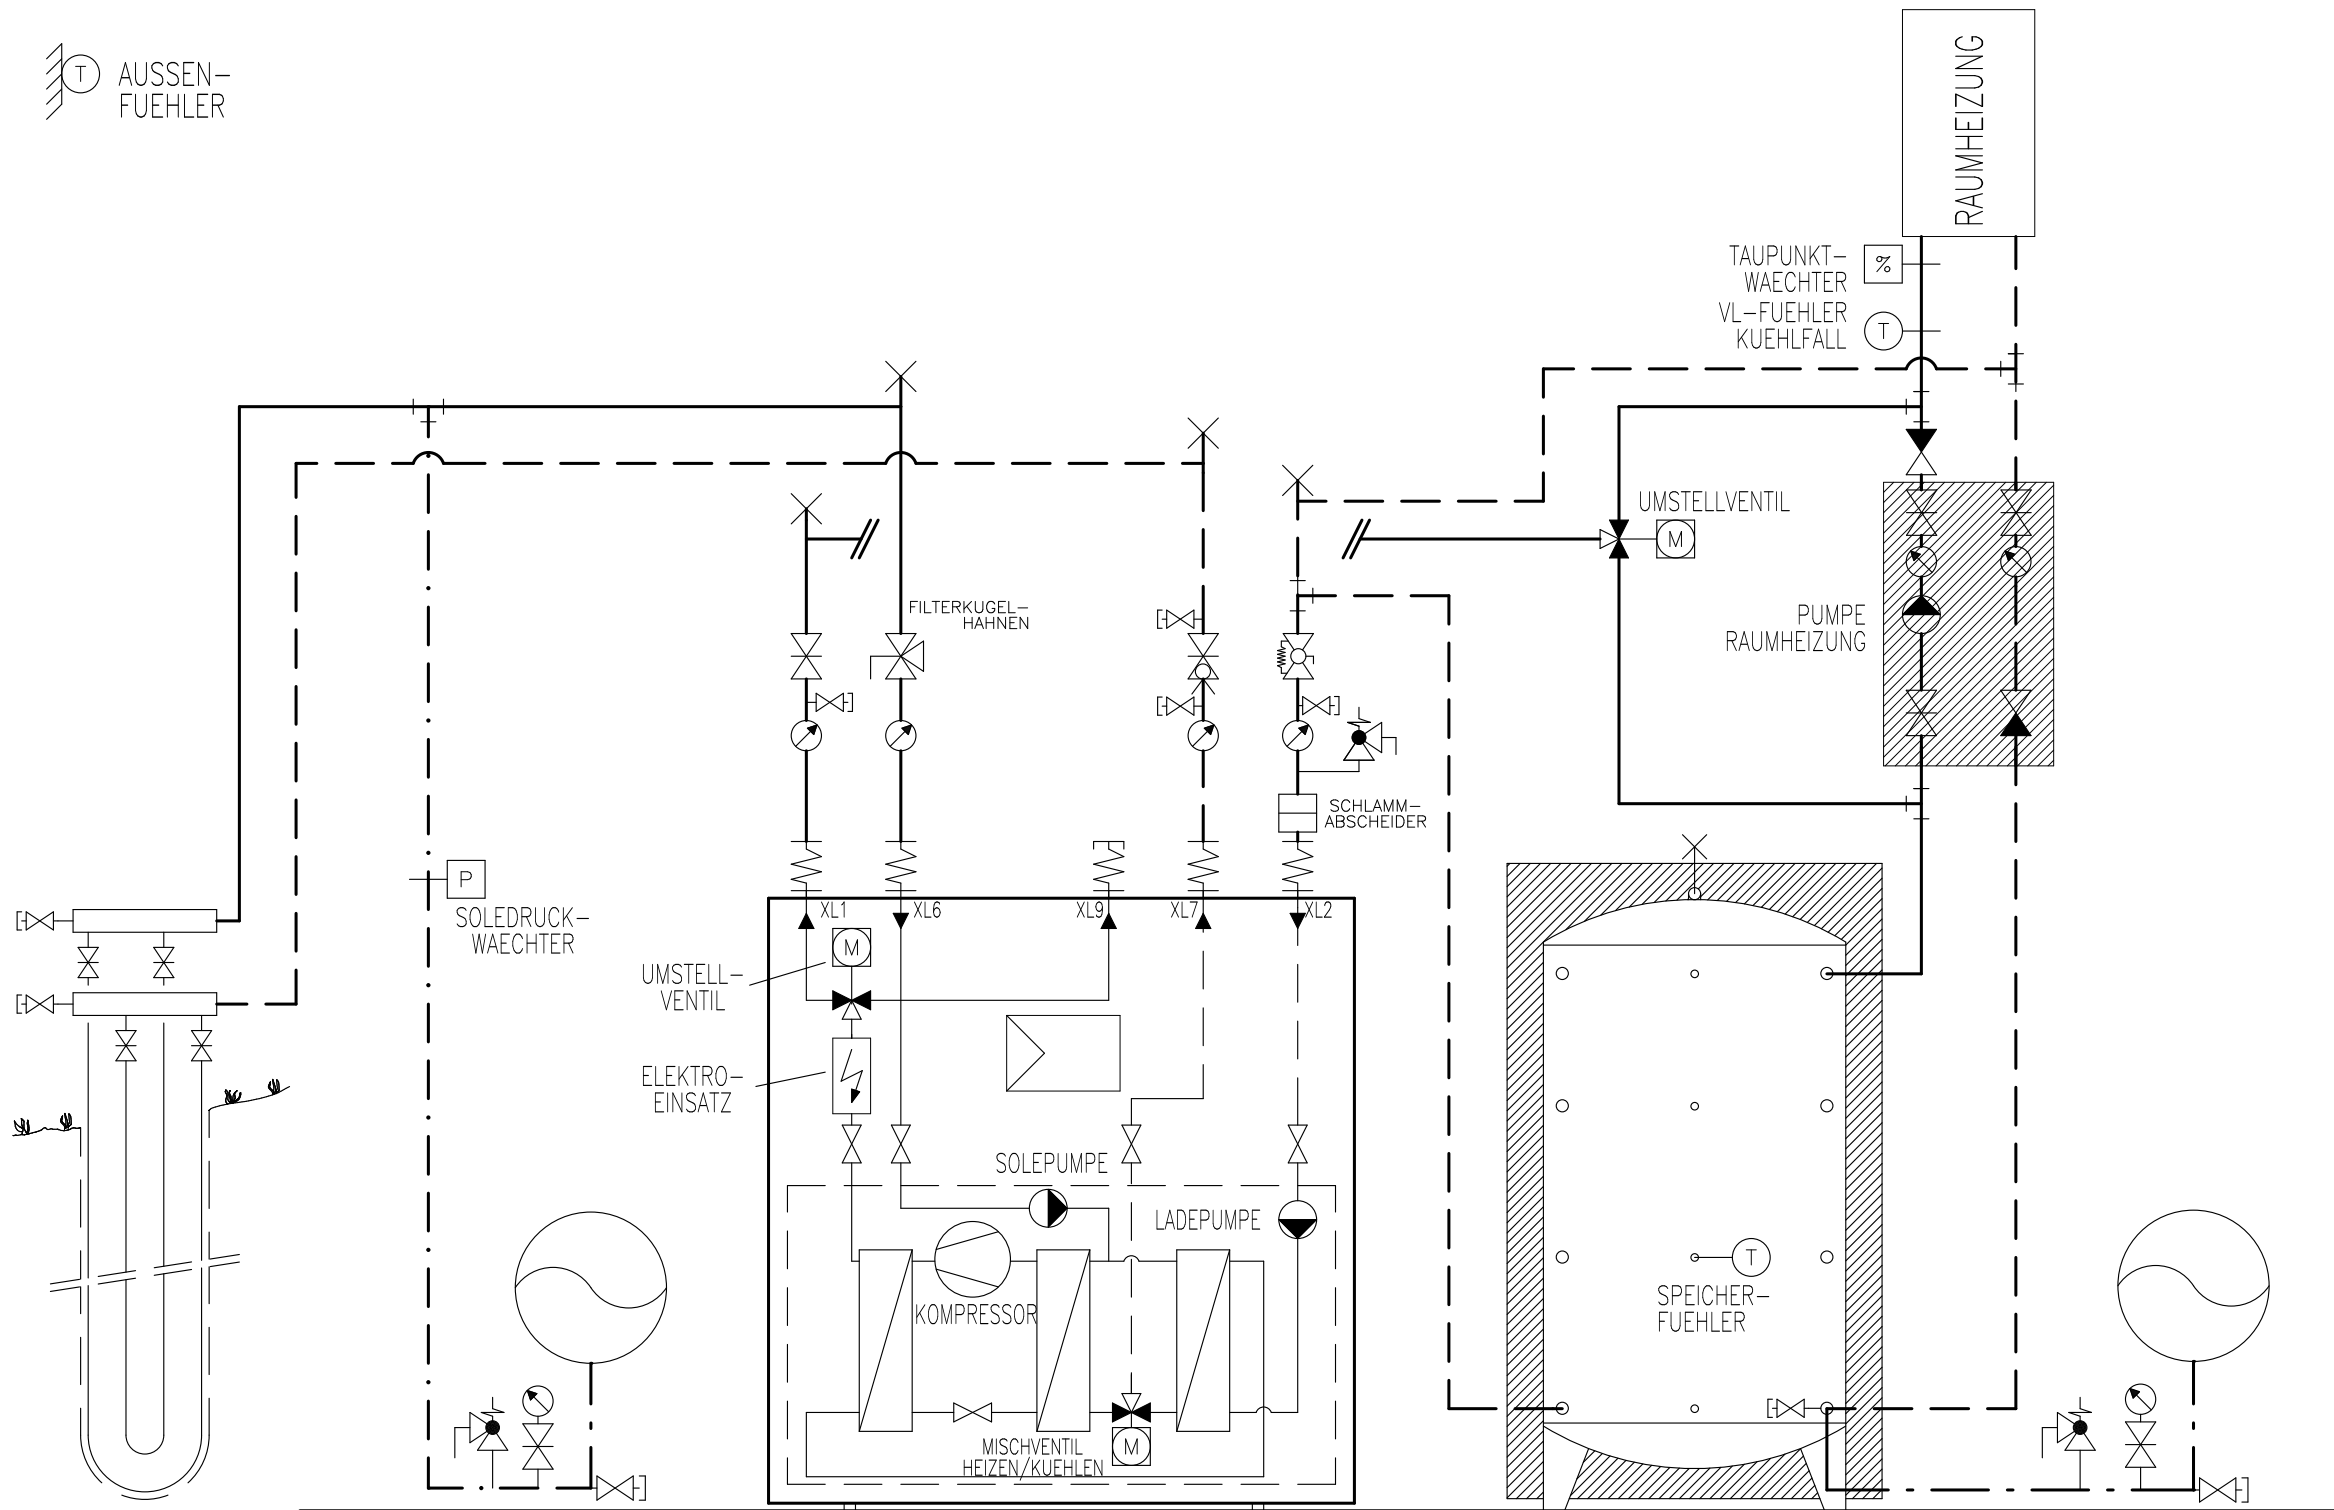 T
AUSSEN-
FUEHLER
RAUMHEIZUNG
TAUPUNKT-
WAECHTER
%
VL-FUEHLER
KUEHLFALL
T
UMSTELLVENTIL
M
FILTERKUGEL-
HAHNEN
PUMPE
RAUMHEIZUNG
SCHLAMM-
ABSCHEIDER
P
SOLEDRUCK-
WAECHTER
XL1
XL6
XL9
XL7
XL2
M
UMSTELL-
VENTIL
ELEKTRO-
EINSATZ
SOLEPUMPE
LADEPUMPE
KOMPRESSOR
T
SPEICHER-
FUEHLER
MISCHVENTIL
HEIZEN/KUEHLEN
M